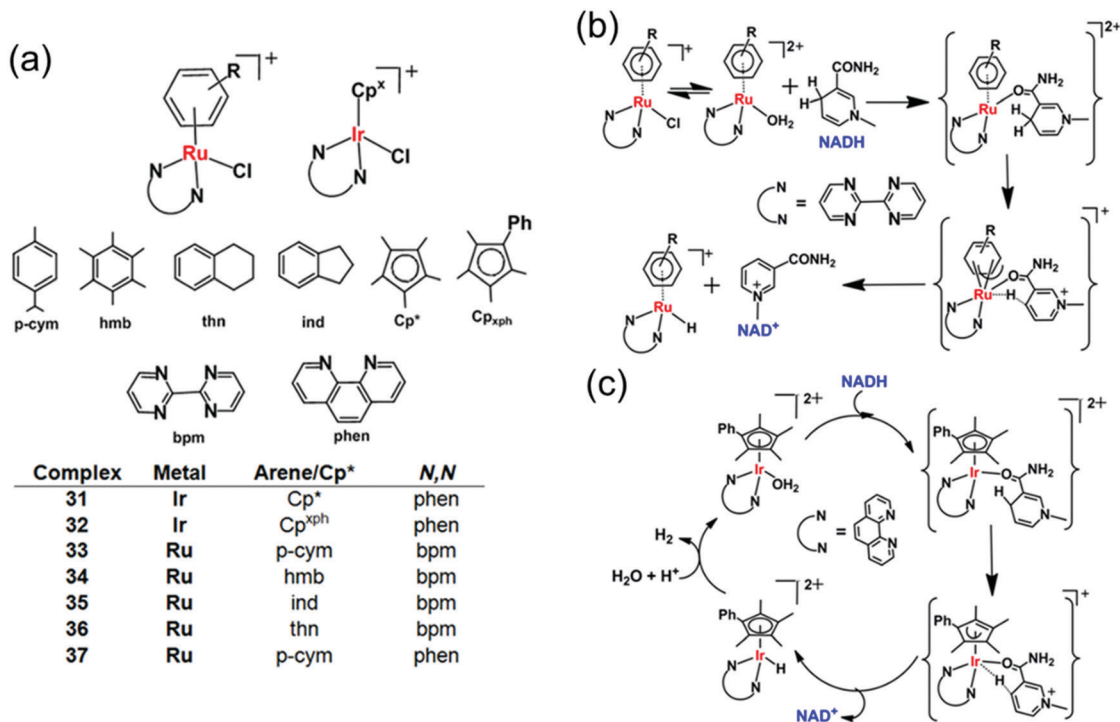 (a)
R
+
Ru
N
N
Cl
Cpˣ
+
Ir
N
N
Cl
p-cym
hmb
thn
ind
Cp*
Ph
Cpxph
N N
N N
bpm
N N
phen
Complex Metal Arene/Cp* N,N
31 Ir Cp* phen
32 Ir Cpxph phen
33 Ru p-cym bpm
34 Ru hmb bpm
35 Ru ind bpm
36 Ru thn bpm
37 Ru p-cym phen
(b)
R
+
Ru
N
N
Cl
R
2+
Ru
N
N
OH2
+
H
H
CONH2
N
NADH
R
2+
Ru
N
N
O
NH2
H
H
N
N
N
=
N N
N N
R
+
Ru
N
N
O
NH2
H
N
+
R
+
Ru
N
N
H
+
CONH2
N
+
NAD+
(c)
NADH
Ph
2+
Ir
N
N
OH2
Ph
2+
Ir
N
N
O
NH2
H
H
N
N
N
=
N
N
H2
H2O + H+
Ph
2+
Ir
N
N
H
Ph
+
Ir
N
N
O
NH2
H
N
+
NAD+